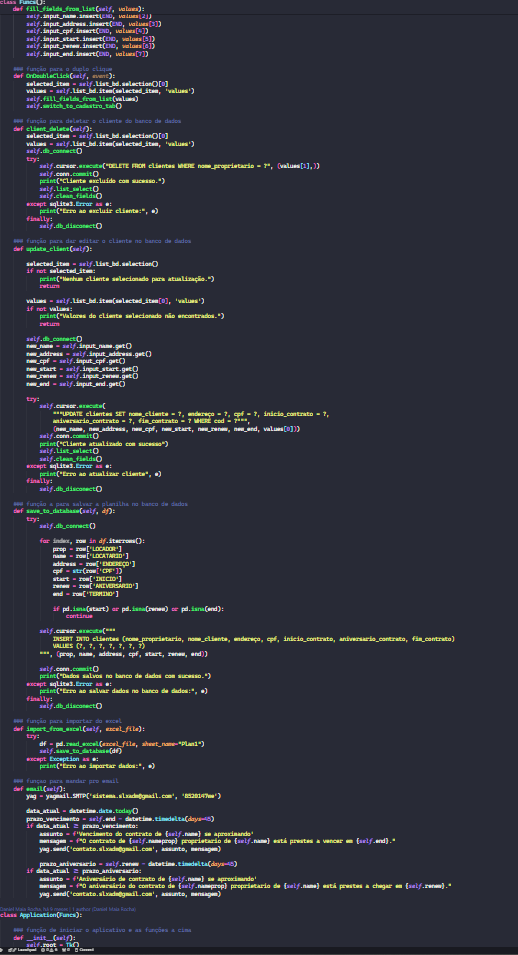 class Funcs():
def fill_fields_from_list(self, values):
self.input_name.insert(END, values[2])
self.input_address.insert(END, values[3])
self.input_cpf.insert(END, values[4])
self.input_start.insert(END, values[5])
self.input_renew.insert(END, values[6])
self.input_end.insert(END, values[7])
### função para o duplo clique
def OnDoubleClick(self, event):
selected_item = self.list_bd.selection()[0]
values = self.list_bd.item(selected_item, 'values')
self.fill_fields_from_list(values)
self.switch_to_cadastro_tab()
### função para deletar o cliente do banco de dados
def client_delete(self):
selected_item = self.list_bd.selection()[0]
values = self.list_bd.item(selected_item, 'values')
self.db_connect()
try:
self.cursor.execute("DELETE FROM clientes WHERE nome_proprietario = ?", (values[1],))
self.conn.commit()
print("Cliente excluído com sucesso.")
self.list_select()
self.clean_fields()
except sqlite3.Error as e:
print("Erro ao excluir cliente:", e)
finally:
self.db_disconect()
### função para dar editar o cliente no banco de dados
def update_client(self):
selected_item = self.list_bd.selection()
if not selected_item:
print("Nenhum cliente selecionado para atualização.")
return
values = self.list_bd.item(selected_item[0], 'values')
if not values:
print("Valores do cliente selecionado não encontrados.")
return
self.db_connect()
new_name = self.input_name.get()
new_address = self.input_address.get()
new_cpf = self.input_cpf.get()
new_start = self.input_start.get()
new_renew = self.input_renew.get()
new_end = self.input_end.get()
try:
self.cursor.execute(
"""UPDATE clientes SET nome_cliente = ?, endereço = ?, cpf = ?, inicio_contrato = ?,
aniversario_contrato = ?, fim_contrato = ? WHERE cod = ?""",
(new_name, new_address, new_cpf, new_start, new_renew, new_end, values[0]))
self.conn.commit()
print("Cliente atualizado com sucesso")
self.list_select()
self.clean_fields()
except sqlite3.Error as e:
print("Erro ao atualizar cliente", e)
finally:
self.db_disconect()
### função a para salvar a planilha no banco de dados
def save_to_database(self, df):
try:
self.db_connect()
for index, row in df.iterrows():
prop = row['LOCADOR']
name = row['LOCATARIO']
address = row['ENDEREÇO']
cpf = str(row['CPF'])
start = row['INICIO']
renew = row['ANIVERSARIO']
end = row['TERMINO']
if pd.isna(start) or pd.isna(renew) or pd.isna(end):
continue
self.cursor.execute("""
INSERT INTO clientes (nome_proprietario, nome_cliente, endereço, cpf, inicio_contrato, aniversario_contrato, fim_contrato)
VALUES (?, ?, ?, ?, ?, ?, ?)
""", (prop, name, address, cpf, start, renew, end))
self.conn.commit()
print("Dados salvos no banco de dados com sucesso.")
except sqlite3.Error as e:
print("Erro ao salvar dados no banco de dados:", e)
finally:
self.db_disconect()
### função para importar do excel
def import_from_excel(self, excel_file):
try:
df = pd.read_excel(excel_file, sheet_name="Plan1")
self.save_to_database(df)
except Exception as e:
print("Erro ao importar dados:", e)
### funçao para mandar pro email
def email(self):
yag = yagmail.SMTP('sistema.slxadm@gmail.com', '8520147me')
data_atual = datetime.date.today()
prazo_vencimento = self.end - datetime.timedelta(days=45)
if data_atual ≥ prazo_vencimento:
assunto = f'Vencimento do contrato de {self.name} se aproximando'
mensagem = f"O contrato de {self.nameprop} proprietario de {self.name} está prestes a vencer em {self.end}."
yag.send('contato.slxadm@gmail.com', assunto, mensagem)
prazo_aniversario = self.renew - datetime.timedelta(days=45)
if data_atual ≥ prazo_aniversario:
assunto = f'Aniversário de contrato de {self.name} se aproximando'
mensagem = f"O aniversário do contrato de {self.nameprop} proprietario de {self.name} está prestes a chegar em {self.renew}."
yag.send('contato.slxadm@gmail.com', assunto, mensagem)
class Application(Funcs):
### função de iniciar o aplicativo e as funções a cima
def __init__(self):
self.root = Tk()
Launchpad
Connect